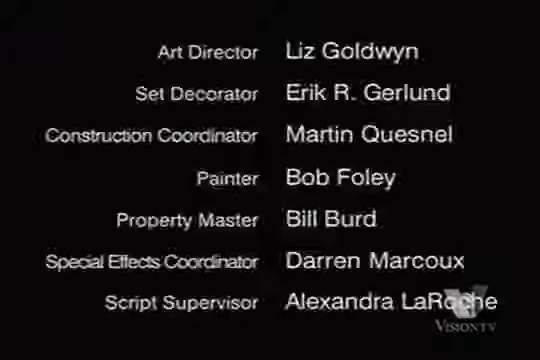 Art Director Liz Goldwyn
Set Decorator Erik R. Gerlund
Construction Coordinator Martin Quesnel
Painter Bob Foley
Property Master Bill Burd
Special Effects Coordinator Darren Marcoux
Script Supervisor Alexandra LaRoche
VISIONTV